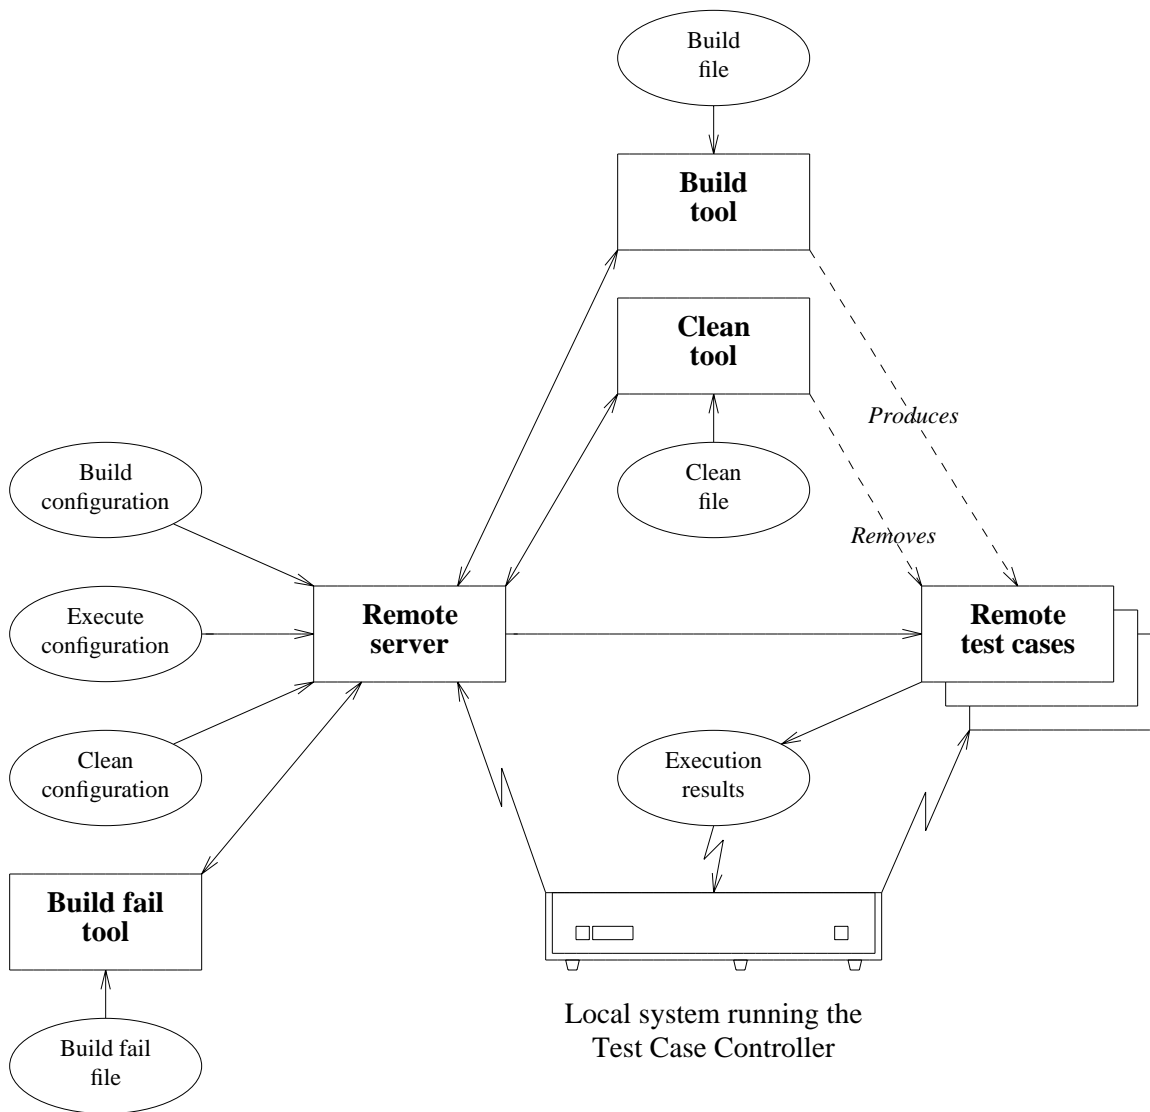 Build
file
Build
tool
Clean
tool
Produces
Build
configuration
Clean
file
Removes
Execute
configuration
Remote
server
Remote
test cases
Clean
configuration
Execution
results
Build fail
tool
Local system running the
Test Case Controller
Build fail
file